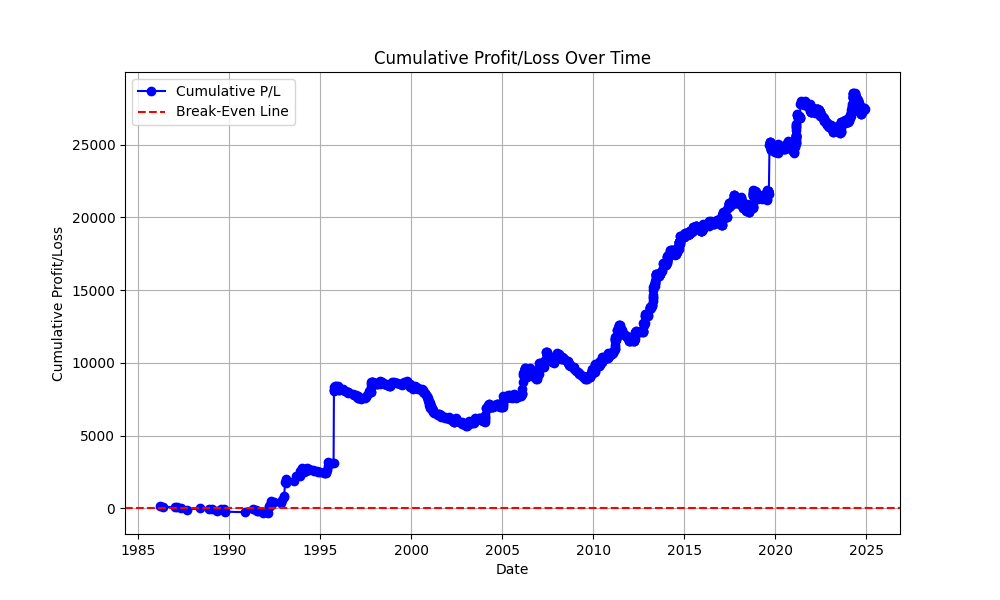 Cumulative Profit/Loss Over Time
Cumulative P/L
Break-Even Line
Cumulative Profit/Loss
25000
20000
15000
10000
5000
0
1985 1990 1995 2000 2005 2010 2015 2020 2025
Date